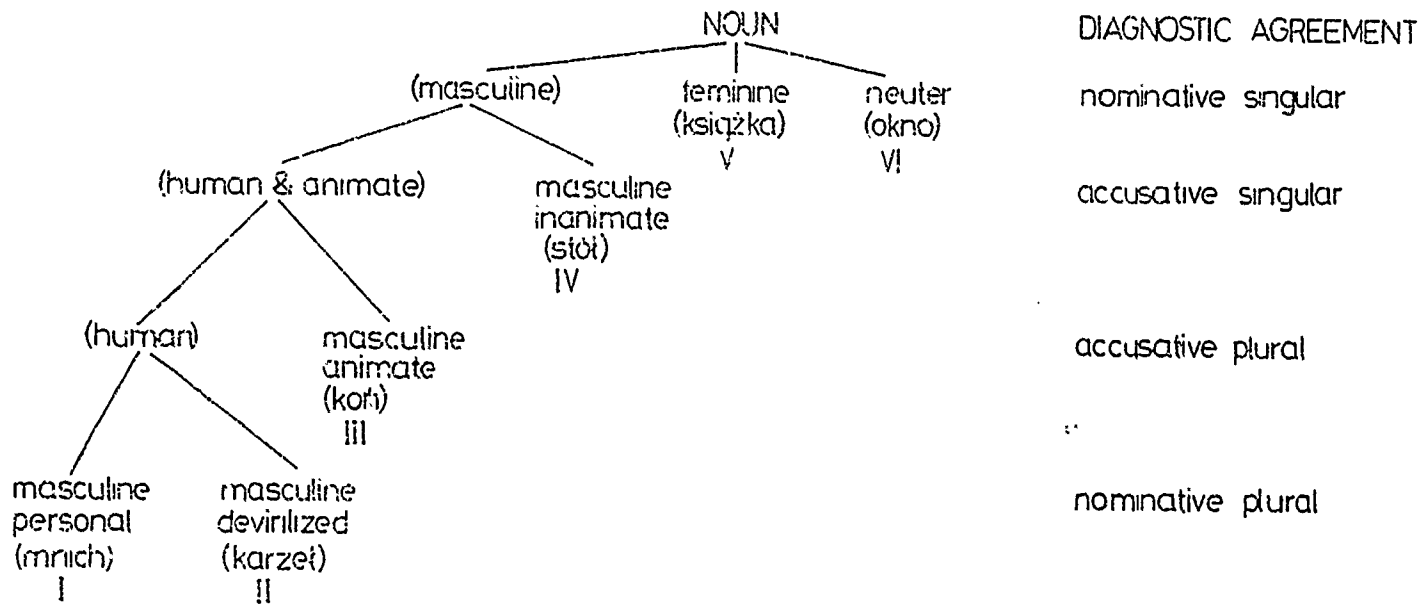 NOUN
DIAGNOSTIC AGREEMENT
(masculine)
feminine
(książka)
V
neuter
(okno)
VI
nominative singular
(human & animate)
masculine
inanimate
(stół)
IV
accusative singular
(human)
masculine
animate
(koń)
III
accusative plural
masculine
personal
(mnich)
I
masculine
devirilized
(karzeł)
II
nominative plural